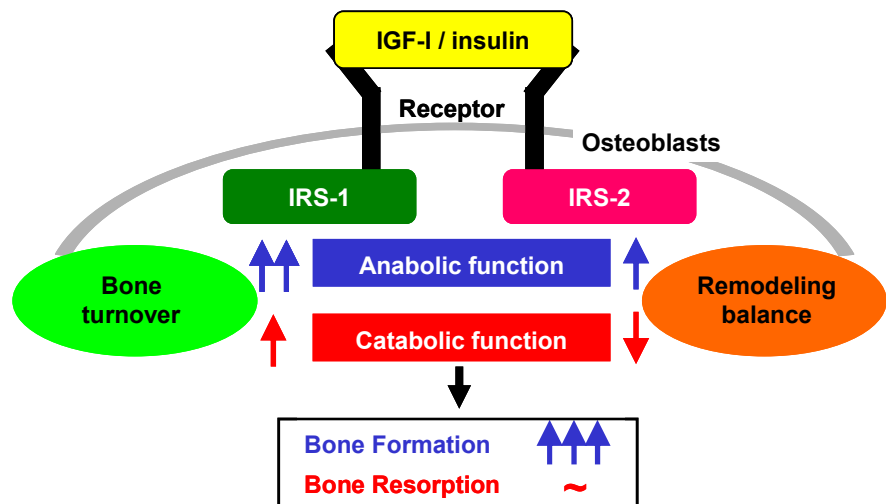 IGF-I / insulin
Receptor
Osteoblasts
IRS-1
IRS-2
Anabolic function
Bone
turnover
Remodeling
balance
Catabolic function
Bone Formation
Bone Resorption ~